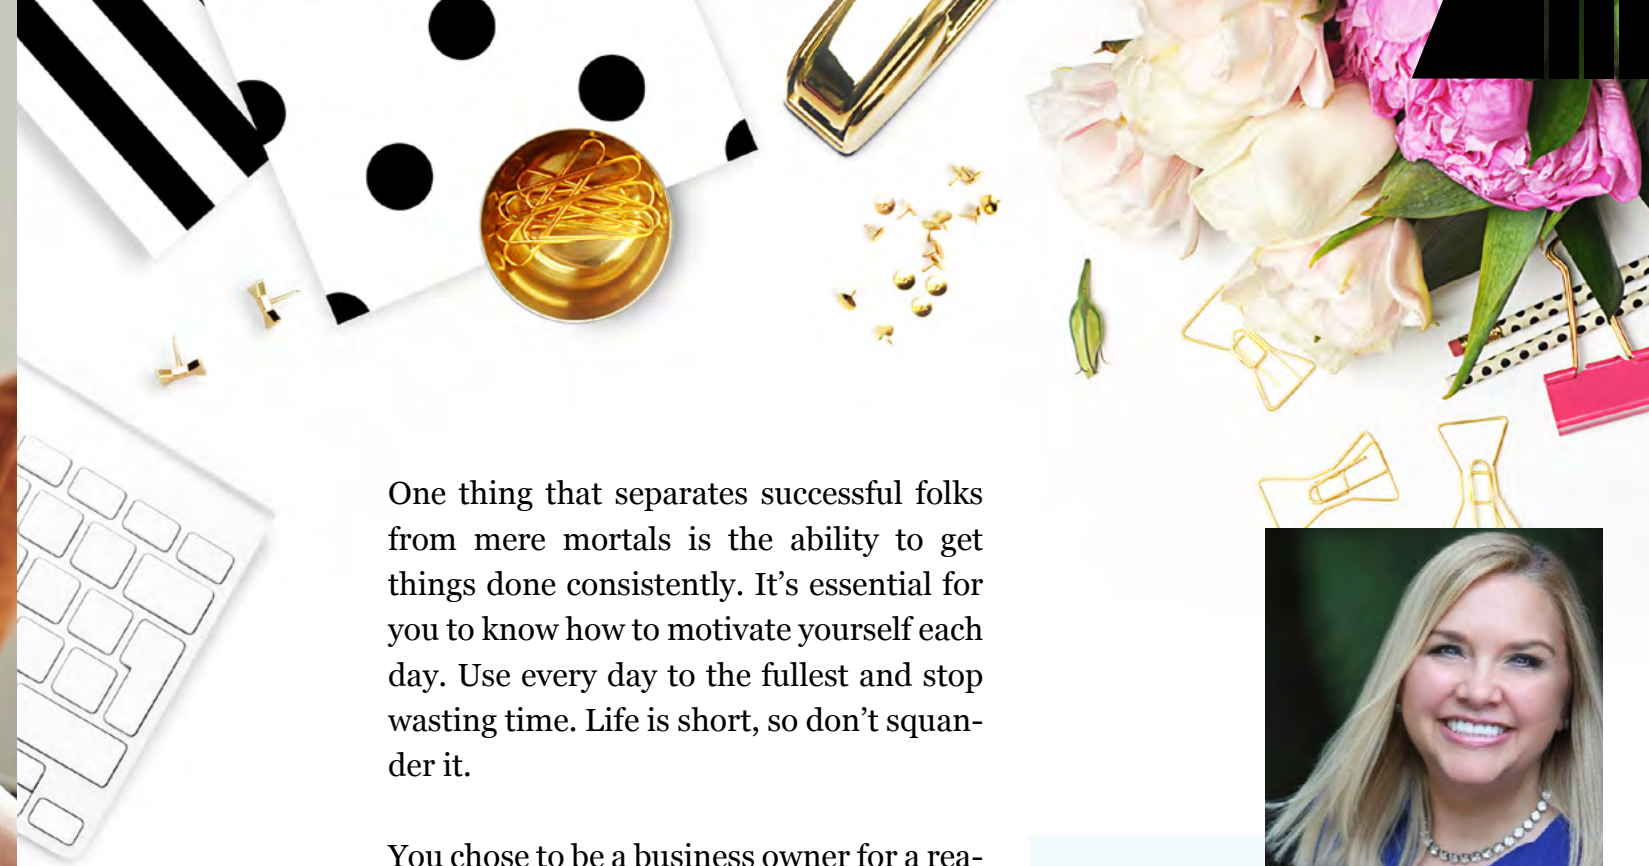 One thing that separates successful folks
from mere mortals is the ability to get
things done consistently. It’s essential for
you to know how to motivate yourself each
day. Use every day to the fullest and stop
wasting time. Life is short, so don’t squan-
der it.
You chose to be a business owner for a rea-